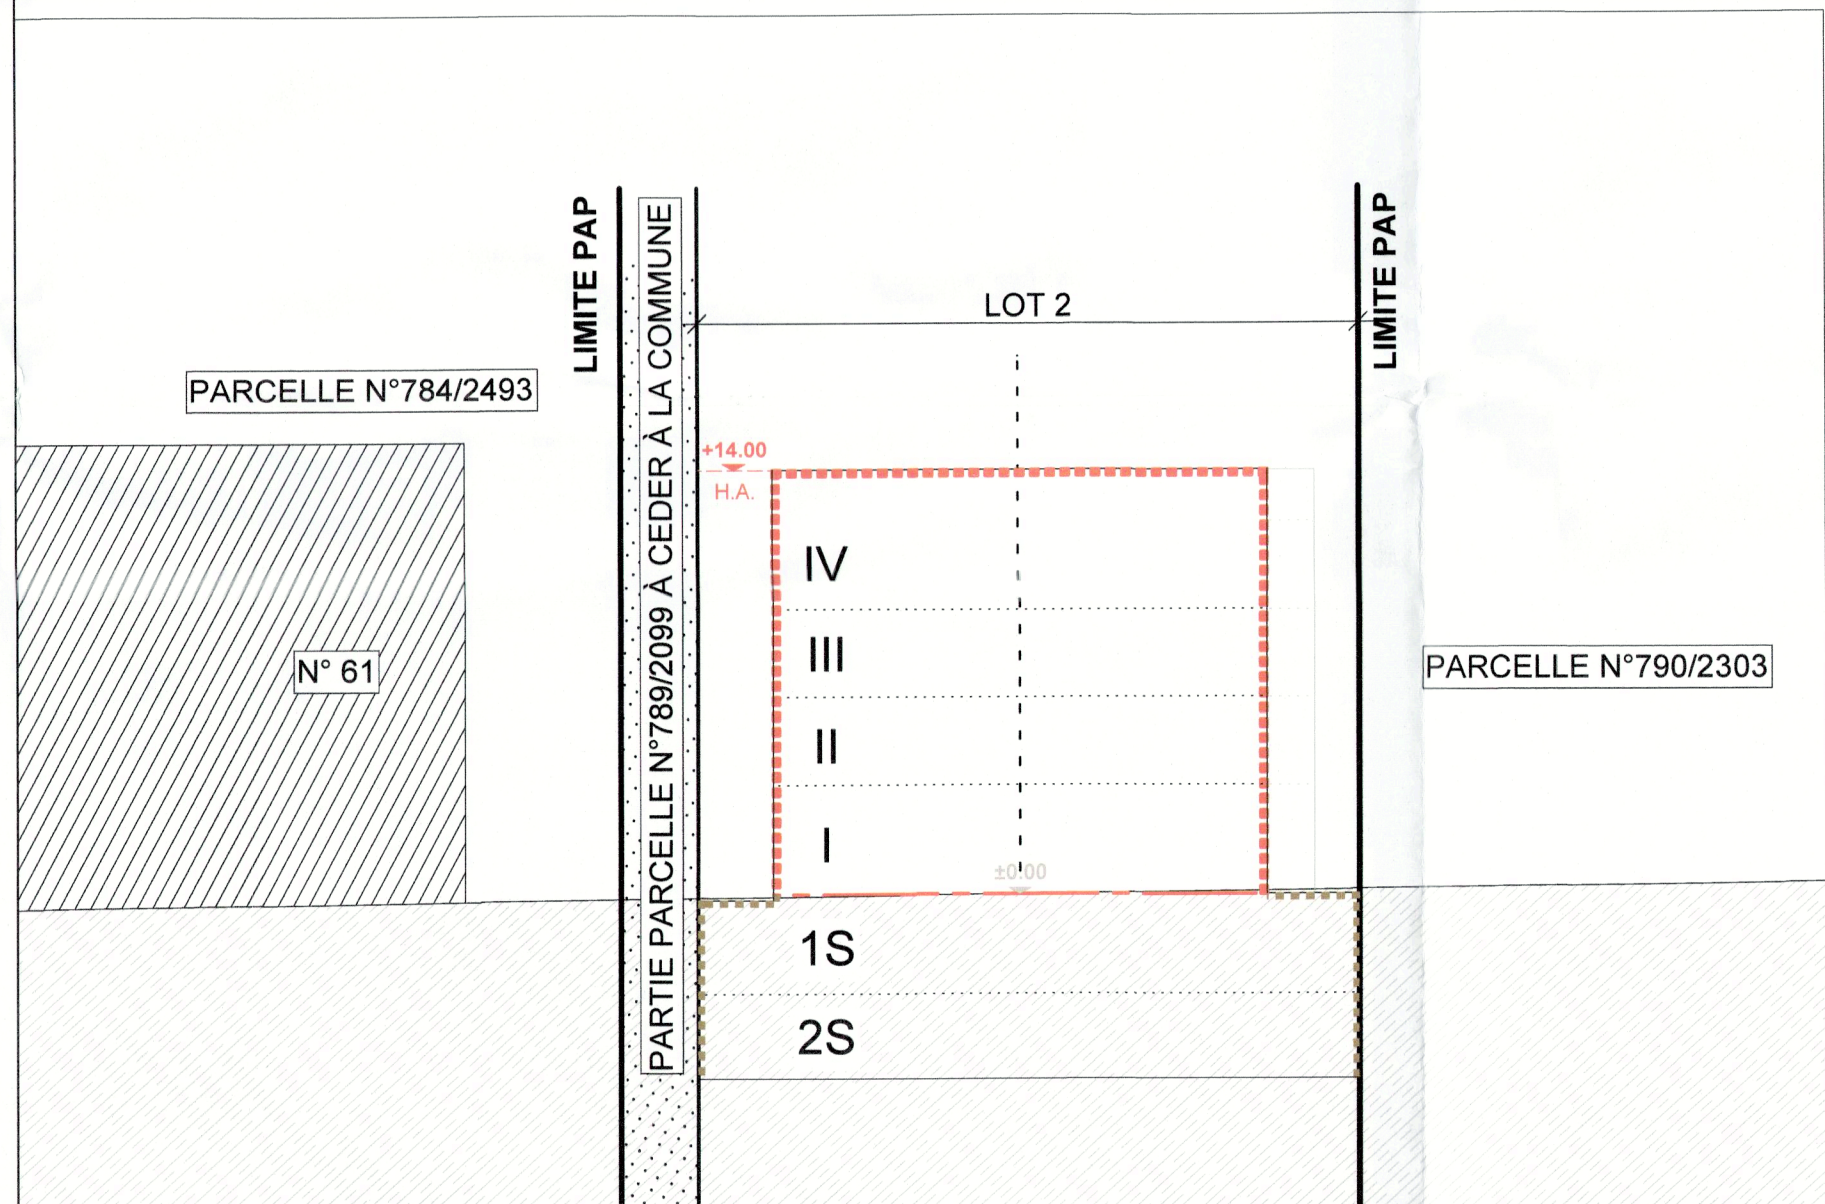 LIMITE PAP
PARTIE PARCELLE N°789/2099 À CEDER À LA COMMUNE
LIMITE PAP
LOT 2
PARCELLE N°784/2493
+14.00
H.A.
IV
III
N° 61
PARCELLE N°790/2303
II
I
±0.00
1S
2S